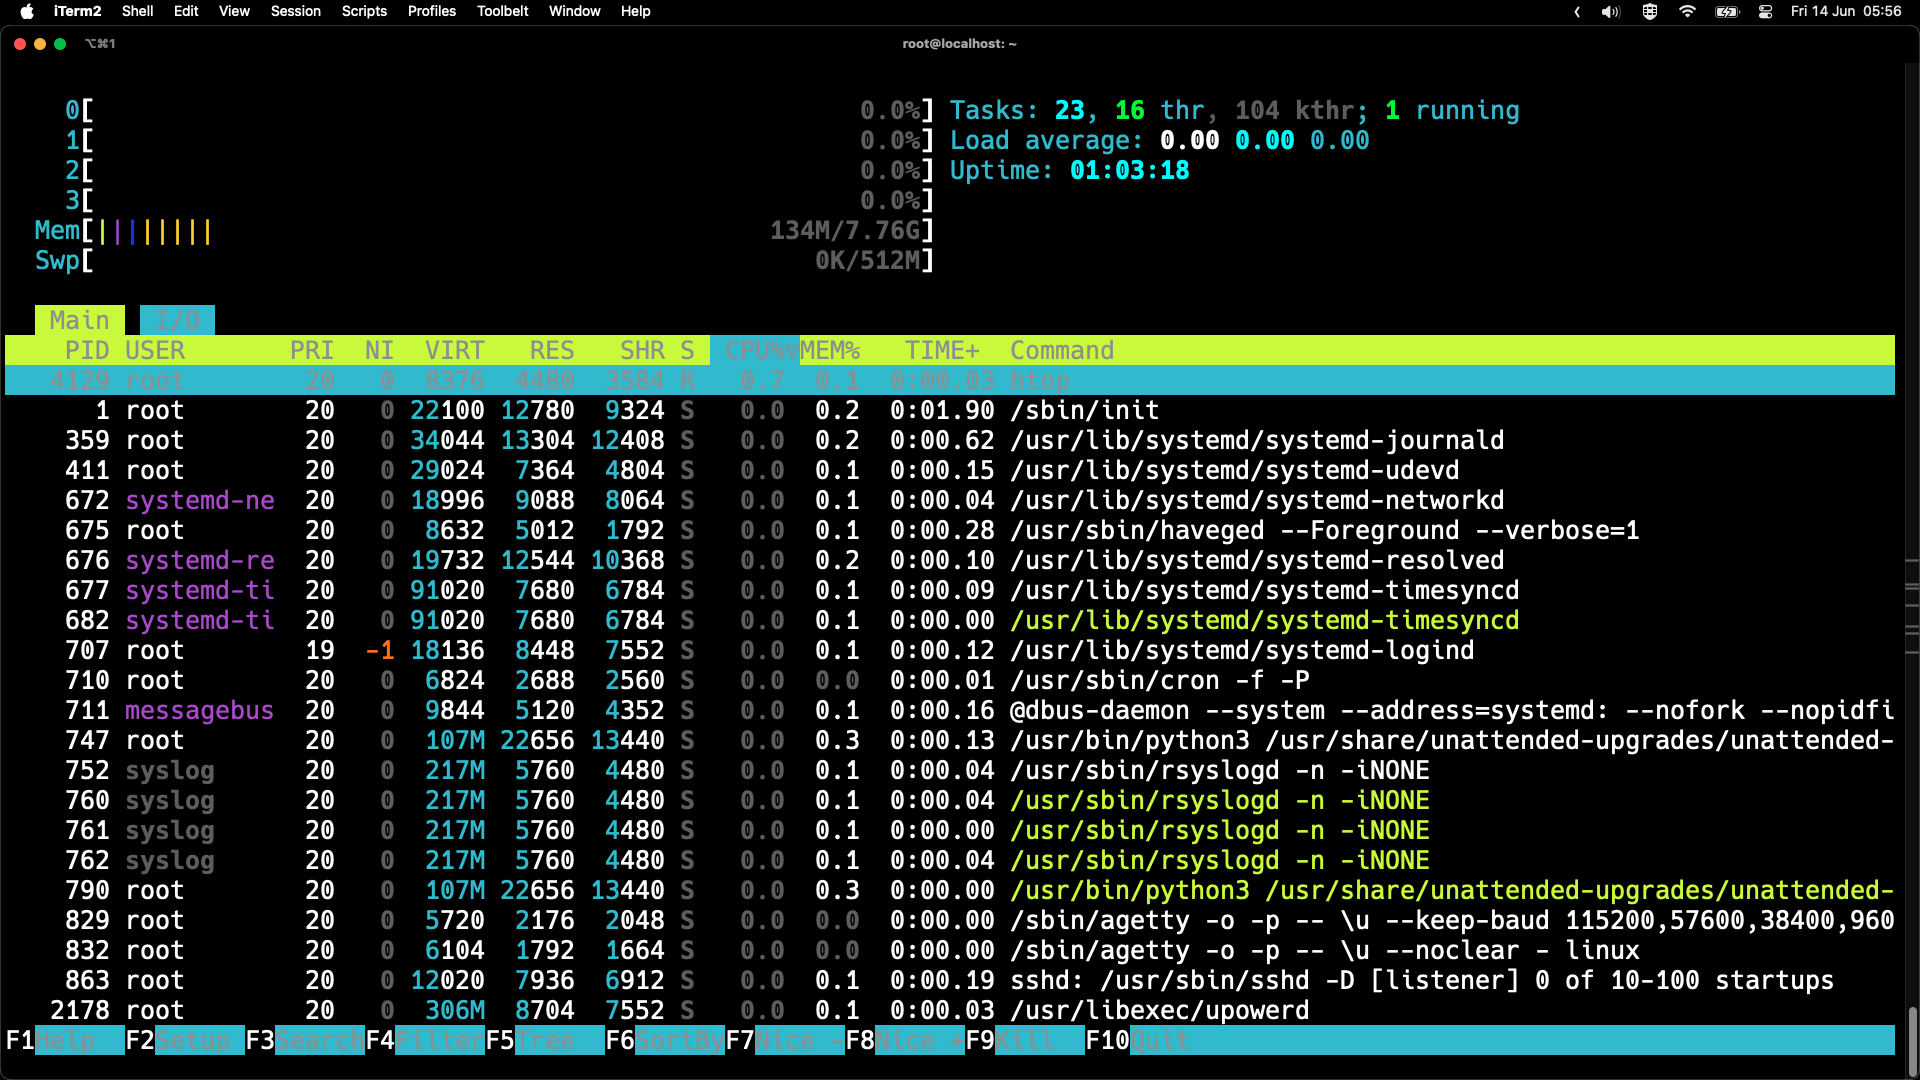 iTerm2 Shell Edit View Session Scripts Profiles Toolbelt Window Help Fri 14 Jun 05:56
⌥⌘1 root@localhost: ~
0[ 0.0%] Tasks: 23, 16 thr, 104 kthr; 1 running
1[ 0.0%] Load average: 0.00 0.00 0.00
2[ 0.0%] Uptime: 01:03:18
3[ 0.0%]
Mem[|||||||| 134M/7.76G]
Swp[ 0K/512M]
Main I/O
PID USER PRI NI VIRT RES SHR S CPU%▽MEM% TIME+ Command
4129 root 20 0 8376 4480 3584 R 0.7 0.1 0:00.03 htop
1 root 20 0 22100 12780 9324 S 0.0 0.2 0:01.90 /sbin/init
359 root 20 0 34044 13304 12408 S 0.0 0.2 0:00.62 /usr/lib/systemd/systemd-journald
411 root 20 0 29024 7364 4804 S 0.0 0.1 0:00.15 /usr/lib/systemd/systemd-udevd
672 systemd-ne 20 0 18996 9088 8064 S 0.0 0.1 0:00.04 /usr/lib/systemd/systemd-networkd
675 root 20 0 8632 5012 1792 S 0.0 0.1 0:00.28 /usr/sbin/haveged --Foreground --verbose=1
676 systemd-re 20 0 19732 12544 10368 S 0.0 0.2 0:00.10 /usr/lib/systemd/systemd-resolved
677 systemd-ti 20 0 91020 7680 6784 S 0.0 0.1 0:00.09 /usr/lib/systemd/systemd-timesyncd
682 systemd-ti 20 0 91020 7680 6784 S 0.0 0.1 0:00.00 /usr/lib/systemd/systemd-timesyncd
707 root 19 -1 18136 8448 7552 S 0.0 0.1 0:00.12 /usr/lib/systemd/systemd-logind
710 root 20 0 6824 2688 2560 S 0.0 0.0 0:00.01 /usr/sbin/cron -f -P
711 messagebus 20 0 9844 5120 4352 S 0.0 0.1 0:00.16 @dbus-daemon --system --address=systemd: --nofork --nopidfi
747 root 20 0 107M 22656 13440 S 0.0 0.3 0:00.13 /usr/bin/python3 /usr/share/unattended-upgrades/unattended-
752 syslog 20 0 217M 5760 4480 S 0.0 0.1 0:00.04 /usr/sbin/rsyslogd -n -iNONE
760 syslog 20 0 217M 5760 4480 S 0.0 0.1 0:00.04 /usr/sbin/rsyslogd -n -iNONE
761 syslog 20 0 217M 5760 4480 S 0.0 0.1 0:00.00 /usr/sbin/rsyslogd -n -iNONE
762 syslog 20 0 217M 5760 4480 S 0.0 0.1 0:00.04 /usr/sbin/rsyslogd -n -iNONE
790 root 20 0 107M 22656 13440 S 0.0 0.3 0:00.00 /usr/bin/python3 /usr/share/unattended-upgrades/unattended-
829 root 20 0 5720 2176 2048 S 0.0 0.0 0:00.00 /sbin/agetty -o -p -- \u --keep-baud 115200,57600,38400,960
832 root 20 0 6104 1792 1664 S 0.0 0.0 0:00.00 /sbin/agetty -o -p -- \u --noclear - linux
863 root 20 0 12020 7936 6912 S 0.0 0.1 0:00.19 sshd: /usr/sbin/sshd -D [listener] 0 of 10-100 startups
2178 root 20 0 306M 8704 7552 S 0.0 0.1 0:00.03 /usr/libexec/upowerd
F1Help F2Setup F3SearchF4FilterF5Tree F6SortByF7Nice -F8Nice +F9Kill F10Quit